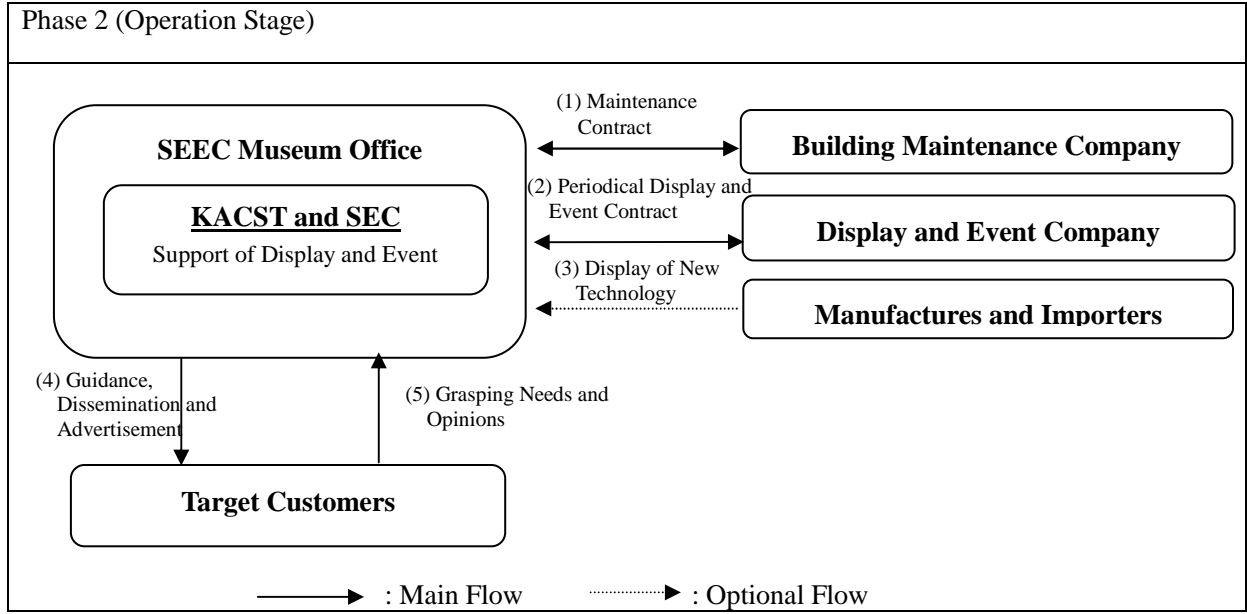 Phase 2 (Operation Stage)
(1) Maintenance
Contract
SEEC Museum Office
Building Maintenance Company
KACST and SEC
Support of Display and Event
(2) Periodical Display and
Event Contract
Display and Event Company
(3) Display of New
Technology
Manufactures and Importers
(4) Guidance,
Dissemination and
Advertisement
(5) Grasping Needs and
Opinions
Target Customers
: Main Flow
: Optional Flow